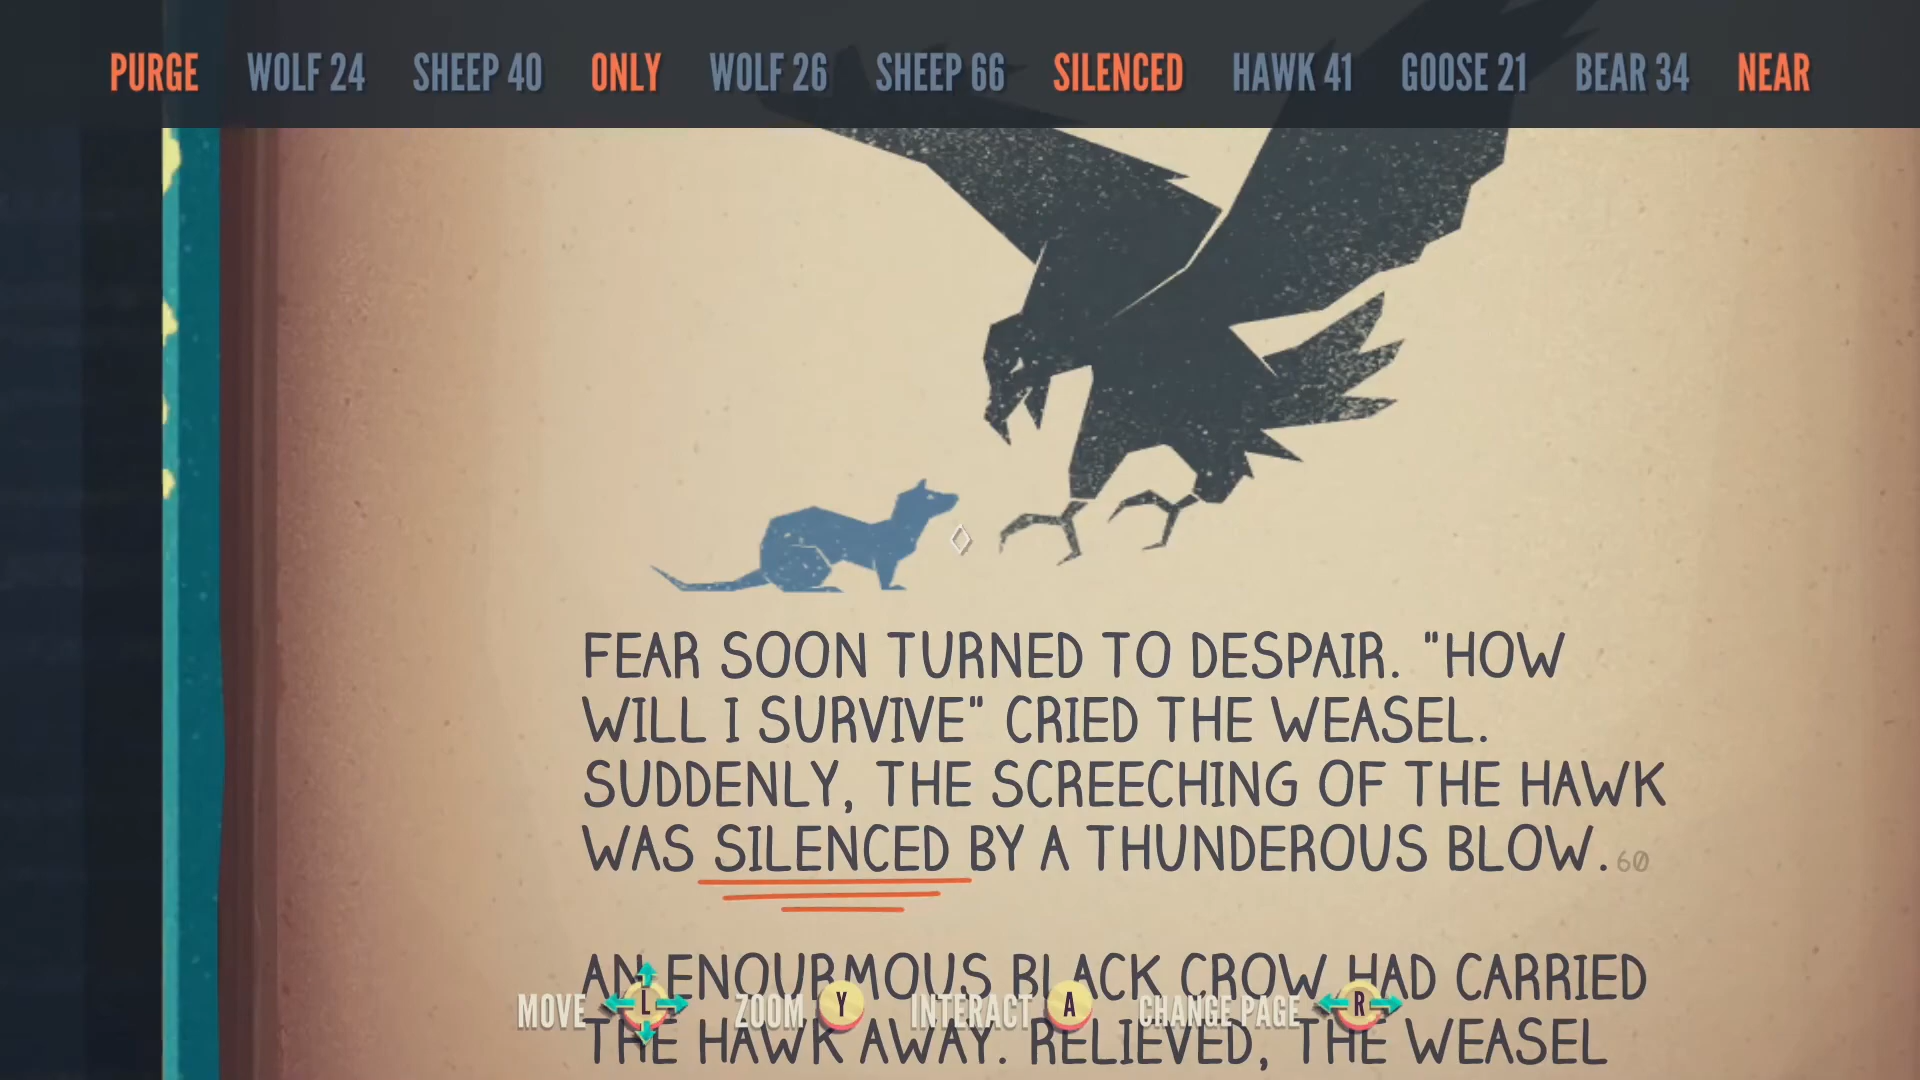 PURGE WOLF 24 SHEEP 40 ONLY WOLF 26 SHEEP 66 SILENCED HAWK 41 GOOSE 21 BEAR 34 NEAR
FEAR SOON TURNED TO DESPAIR. "HOW
WILL I SURVIVE" CRIED THE WEASEL.
SUDDENLY, THE SCREECHING OF THE HAWK
WAS SILENCED BY A THUNDEROUS BLOW. 60
AN ENOURMOUS BLACK CROW HAD CARRIED
MOVE L ZOOM Y INTERACT A CHANGE PAGE R
THE HAWK AWAY. RELIEVED, THE WEASEL